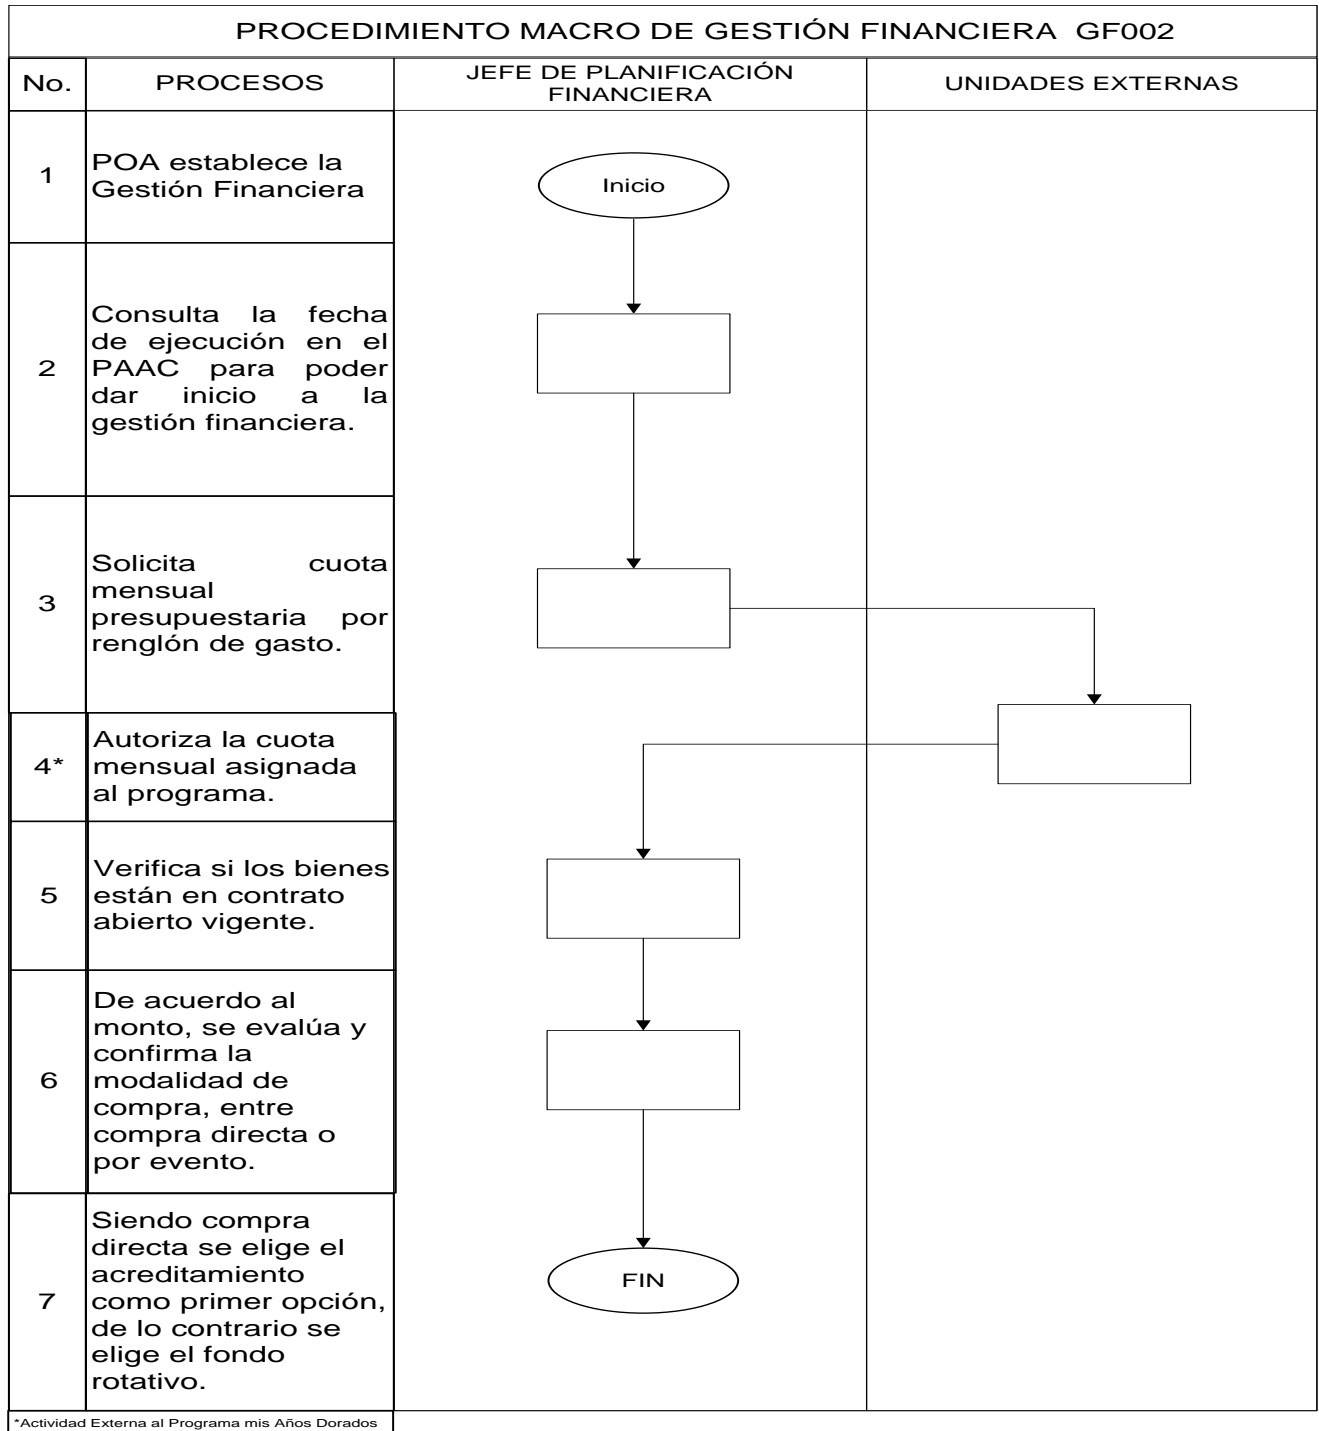 PROCEDIMIENTO MACRO DE GESTIÓN FINANCIERA GF002
No.
PROCESOS
JEFE DE PLANIFICACIÓN
FINANCIERA
UNIDADES EXTERNAS
1
POA establece la
Gestión Financiera
Inicio
2
Consulta la fecha
de ejecución en el
PAAC para poder
dar inicio a la
gestión financiera.
3
Solicita cuota
mensual
presupuestaria por
renglón de gasto.
4*
Autoriza la cuota
mensual asignada
al programa.
5
Verifica si los bienes
están en contrato
abierto vigente.
6
De acuerdo al
monto, se evalúa y
confirma la
modalidad de
compra, entre
compra directa o
por evento.
7
Siendo compra
directa se elige el
acreditamiento
como primer opción,
de lo contrario se
elige el fondo
rotativo.
FIN
*Actividad Externa al Programa mis Años Dorados